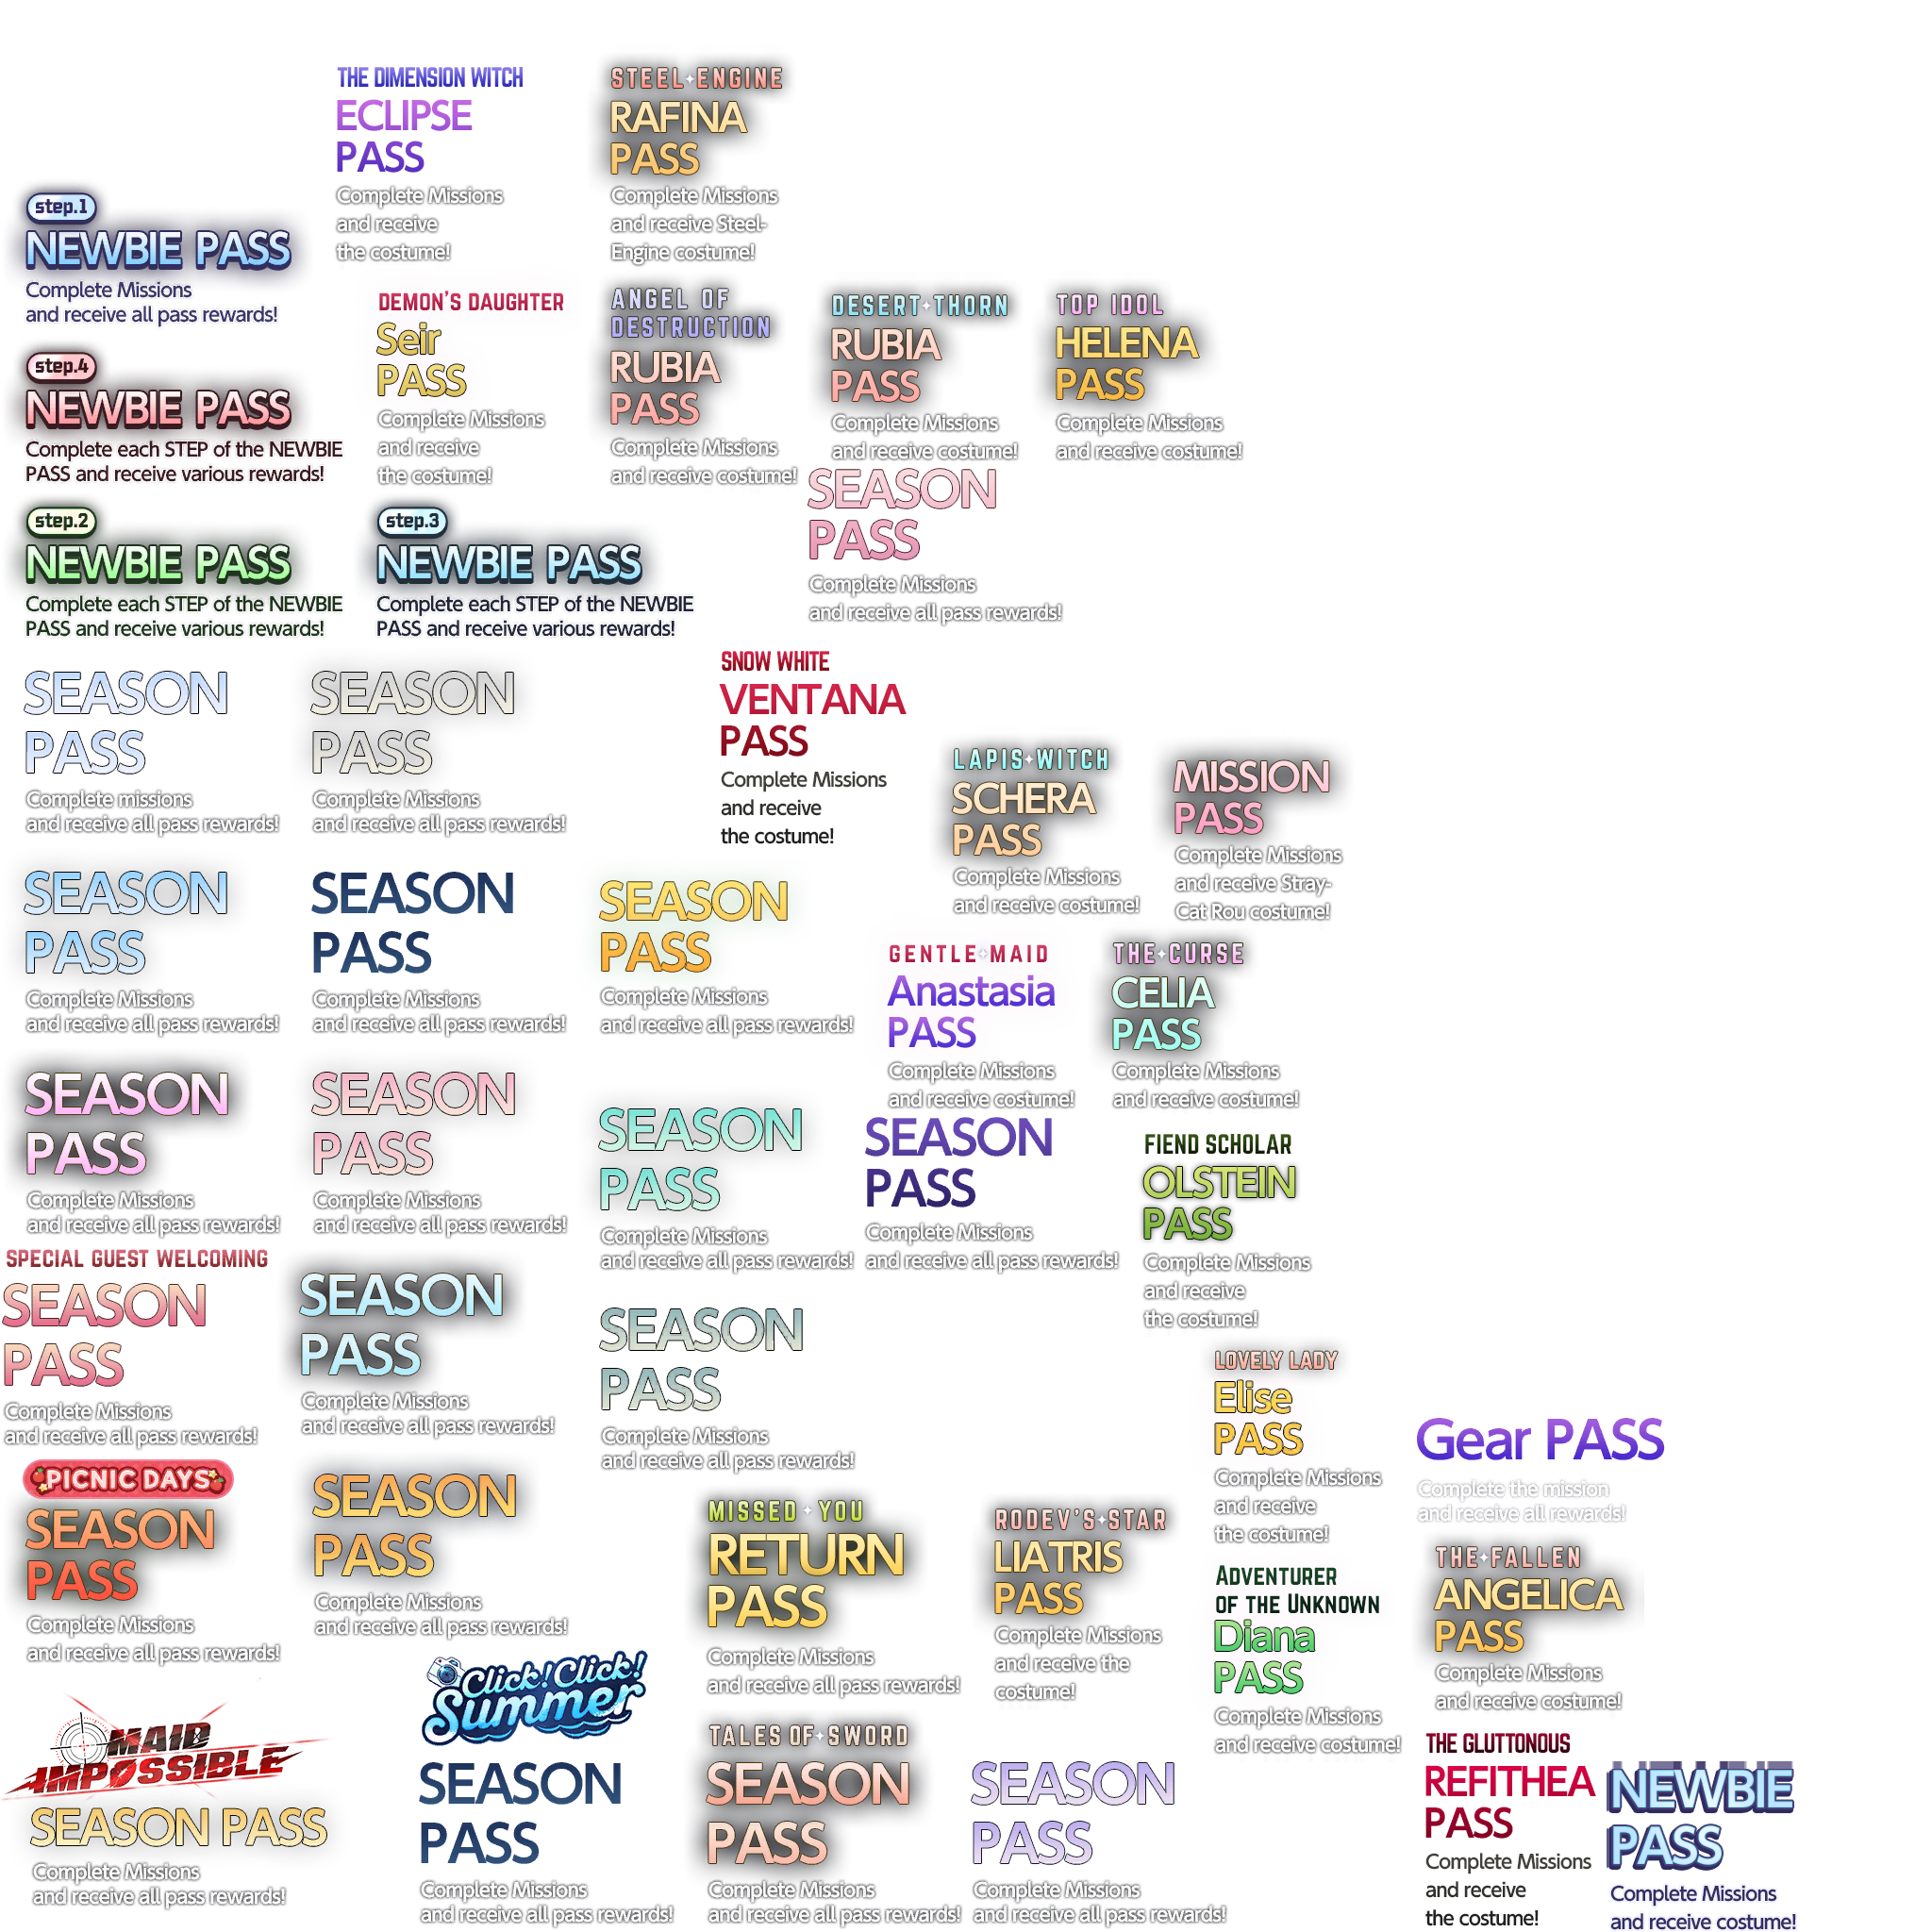 THE DIMENSION WITCH
ECLIPSE
PASS
Complete Missions
and receive
the costume!
STEEL ENGINE
RAFINA
PASS
Complete Missions
and receive Steel-
Engine costume!
step.1
NEWBIE PASS
Complete Missions
and receive all pass rewards!
DEMON'S DAUGHTER
Seir
PASS
Complete Missions
and receive
the costume!
ANGEL OF
DESTRUCTION
RUBIA
PASS
Complete Missions
and receive costume!
DESERT THORN
RUBIA
PASS
Complete Missions
and receive costume!
TOP IDOL
HELENA
PASS
Complete Missions
and receive costume!
step.4
NEWBIE PASS
Complete each STEP of the NEWBIE
PASS and receive various rewards!
SEASON
PASS
Complete Missions
and receive all pass rewards!
step.2
NEWBIE PASS
Complete each STEP of the NEWBIE
PASS and receive various rewards!
step.3
NEWBIE PASS
Complete each STEP of the NEWBIE
PASS and receive various rewards!
SEASON
PASS
Complete missions
and receive all pass rewards!
SEASON
PASS
Complete Missions
and receive all pass rewards!
SNOW WHITE
VENTANA
PASS
Complete Missions
and receive
the costume!
LAPIS WITCH
SCHERA
PASS
Complete Missions
and receive costume!
MISSION
PASS
Complete Missions
and receive Stray-
Cat Rou costume!
SEASON
PASS
Complete Missions
and receive all pass rewards!
SEASON
PASS
Complete Missions
and receive all pass rewards!
SEASON
PASS
Complete Missions
and receive all pass rewards!
GENTLE MAID
Anastasia
PASS
Complete Missions
and receive costume!
THE CURSE
CELIA
PASS
Complete Missions
and receive costume!
SEASON
PASS
Complete Missions
and receive all pass rewards!
SEASON
PASS
Complete Missions
and receive all pass rewards!
SEASON
PASS
Complete Missions
and receive all pass rewards!
SEASON
PASS
Complete Missions
and receive all pass rewards!
FIEND SCHOLAR
OLSTEIN
PASS
Complete Missions
and receive
the costume!
SPECIAL GUEST WELCOMING
SEASON
PASS
Complete Missions
and receive all pass rewards!
SEASON
PASS
Complete Missions
and receive all pass rewards!
SEASON
PASS
Complete Missions
and receive all pass rewards!
LOVELY LADY
Elise
PASS
Complete Missions
and receive
the costume!
Gear PASS
Complete the mission
and receive all rewards!
PICNIC DAYS
SEASON
PASS
Complete Missions
and receive all pass rewards!
SEASON
PASS
Complete Missions
and receive all pass rewards!
MISSED YOU
RETURN
PASS
Complete Missions
and receive all pass rewards!
RODEV'S STAR
LIATRIS
PASS
Complete Missions
and receive the
costume!
ADVENTURER
OF THE UNKNOWN
Diana
PASS
Complete Missions
and receive costume!
THE FALLEN
ANGELICA
PASS
Complete Missions
and receive costume!
MAID
IMPOSSIBLE
SEASON PASS
Complete Missions
and receive all pass rewards!
Click! Click!
Summer
SEASON
PASS
Complete Missions
and receive all pass rewards!
TALES OF SWORD
SEASON
PASS
Complete Missions
and receive all pass rewards!
SEASON
PASS
Complete Missions
and receive all pass rewards!
THE GLUTTONOUS
REFITHEA
PASS
Complete Missions
and receive
the costume!
NEWBIE
PASS
Complete Missions
and receive costume!